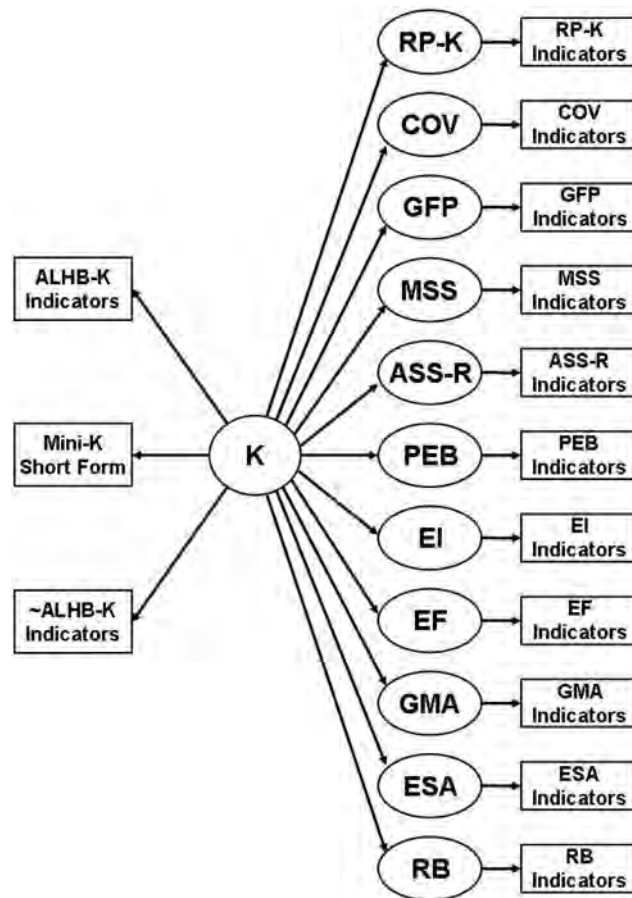 RP-K
RP-K
Indicators
COV
COV
Indicators
GFP
GFP
Indicators
MSS
MSS
Indicators
ASS-R
ASS-R
Indicators
PEB
PEB
Indicators
EI
EI
Indicators
EF
EF
Indicators
GMA
GMA
Indicators
ESA
ESA
Indicators
RB
RB
Indicators
K
ALHB-K
Indicators
Mini-K
Short Form
~ALHB-K
Indicators